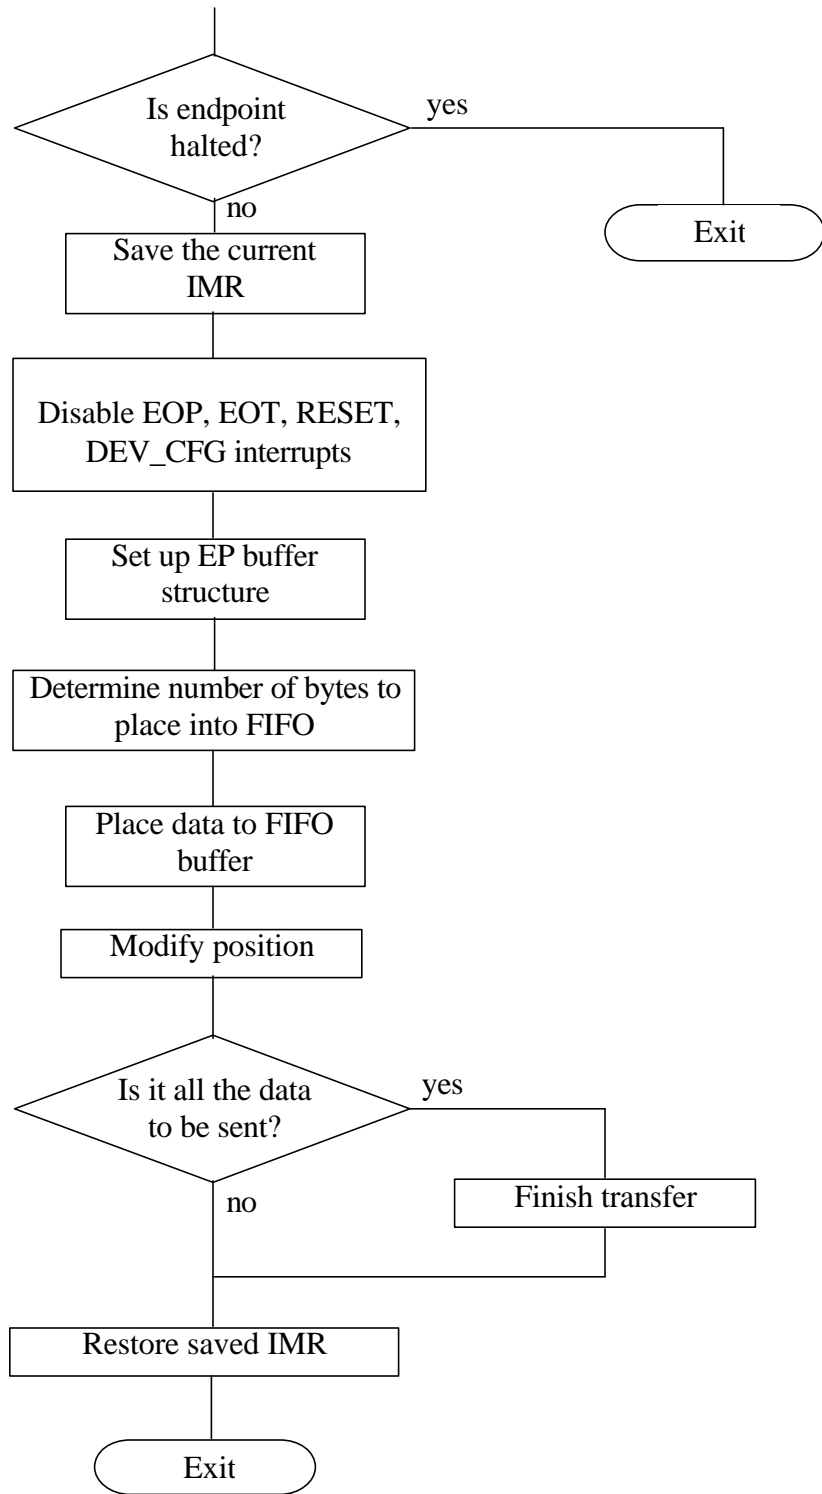 Is endpoint
halted?
yes
no
Exit
Save the current
IMR
Disable EOP, EOT, RESET,
DEV_CFG interrupts
Set up EP buffer
structure
Determine number of bytes to
place into FIFO
Place data to FIFO
buffer
Modify position
Is it all the data
to be sent?
yes
no
Finish transfer
Restore saved IMR
Exit